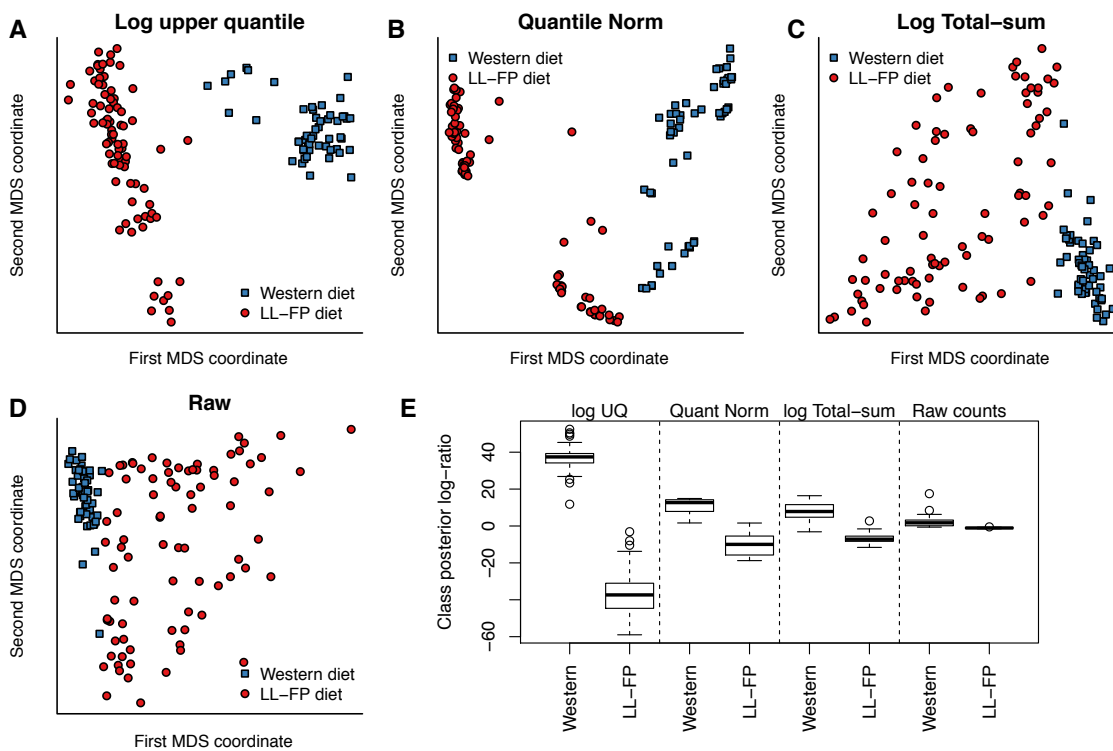 A
Log upper quantile
Second MDS coordinate
Western diet
LL−FP diet
First MDS coordinate
B
Quantile Norm
Western diet
LL−FP diet
Second MDS coordinate
First MDS coordinate
C
Log Total−sum
Western diet
LL−FP diet
Second MDS coordinate
First MDS coordinate
D
Raw
Second MDS coordinate
Western diet
LL−FP diet
First MDS coordinate
E
log UQ Quant Norm log Total−sum Raw counts
Class posterior log−ratio
40
20
0
−20
−60
Western LL−FP Western LL−FP Western LL−FP Western LL−FP